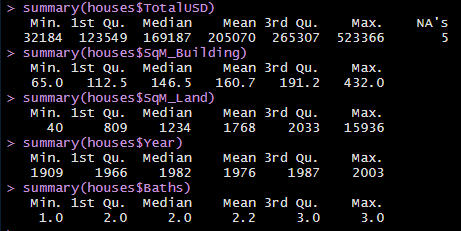 > summary(houses$TotalUSD)
   Min. 1st Qu.  Median    Mean 3rd Qu.    Max.    NA's
  32184  123549  169187  205070  265307  523366       5
> summary(houses$SqM_Building)
   Min. 1st Qu.  Median    Mean 3rd Qu.    Max.
   65.0   112.5   146.5   160.7   191.2   432.0
> summary(houses$SqM_Land)
   Min. 1st Qu.  Median    Mean 3rd Qu.    Max.
     40     809    1234    1768    2033   15936
> summary(houses$Year)
   Min. 1st Qu.  Median    Mean 3rd Qu.    Max.
   1909    1966    1982    1976    1987    2003
> summary(houses$Baths)
   Min. 1st Qu.  Median    Mean 3rd Qu.    Max.
    1.0     2.0     2.0     2.2     3.0     3.0